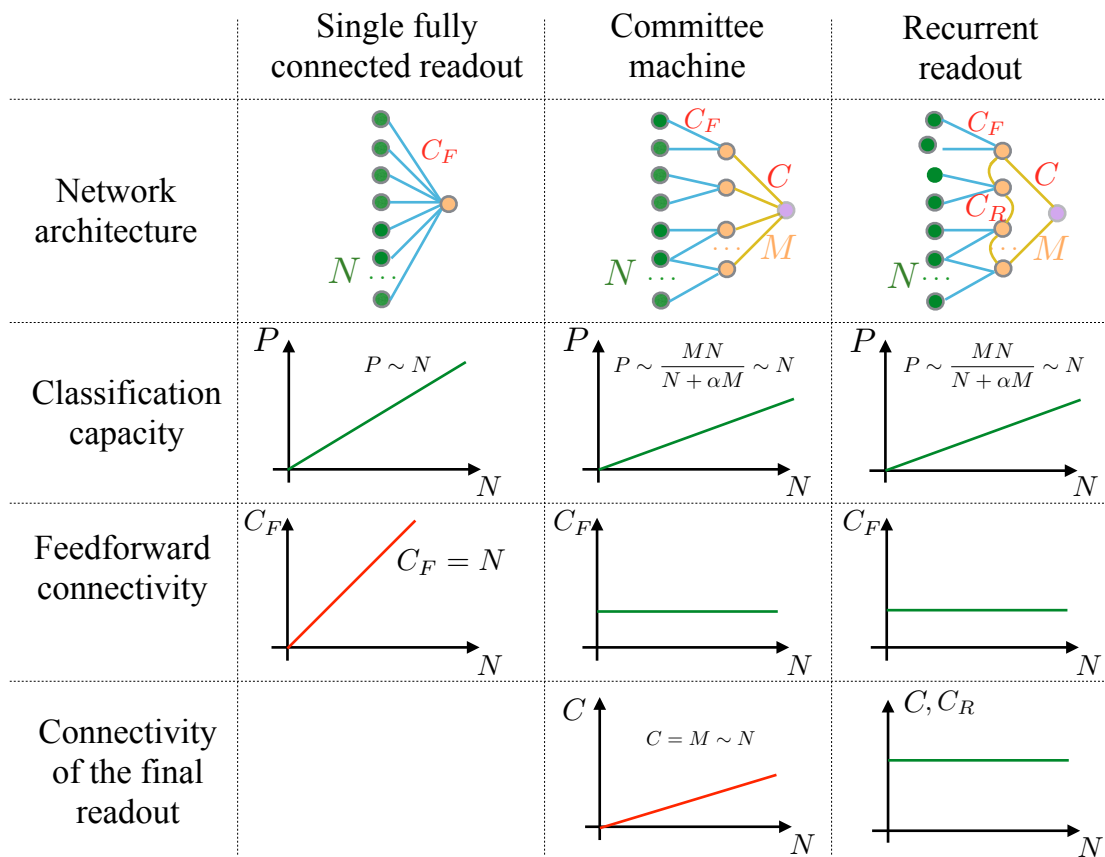 Single fully
connected readout
Committee
machine
Recurrent
readout
Network
architecture
C_F
N ...
C_F
C
... M
N ...
C_F
C
C_R
... M
N ...
Classification
capacity
P
P ∼ N
N
P
P ∼ MN / (N + αM) ∼ N
N
P
P ∼ MN / (N + αM) ∼ N
N
Feedforward
connectivity
C_F
C_F = N
N
C_F
N
C_F
N
Connectivity
of the final
readout
C
C = M ∼ N
N
C, C_R
N